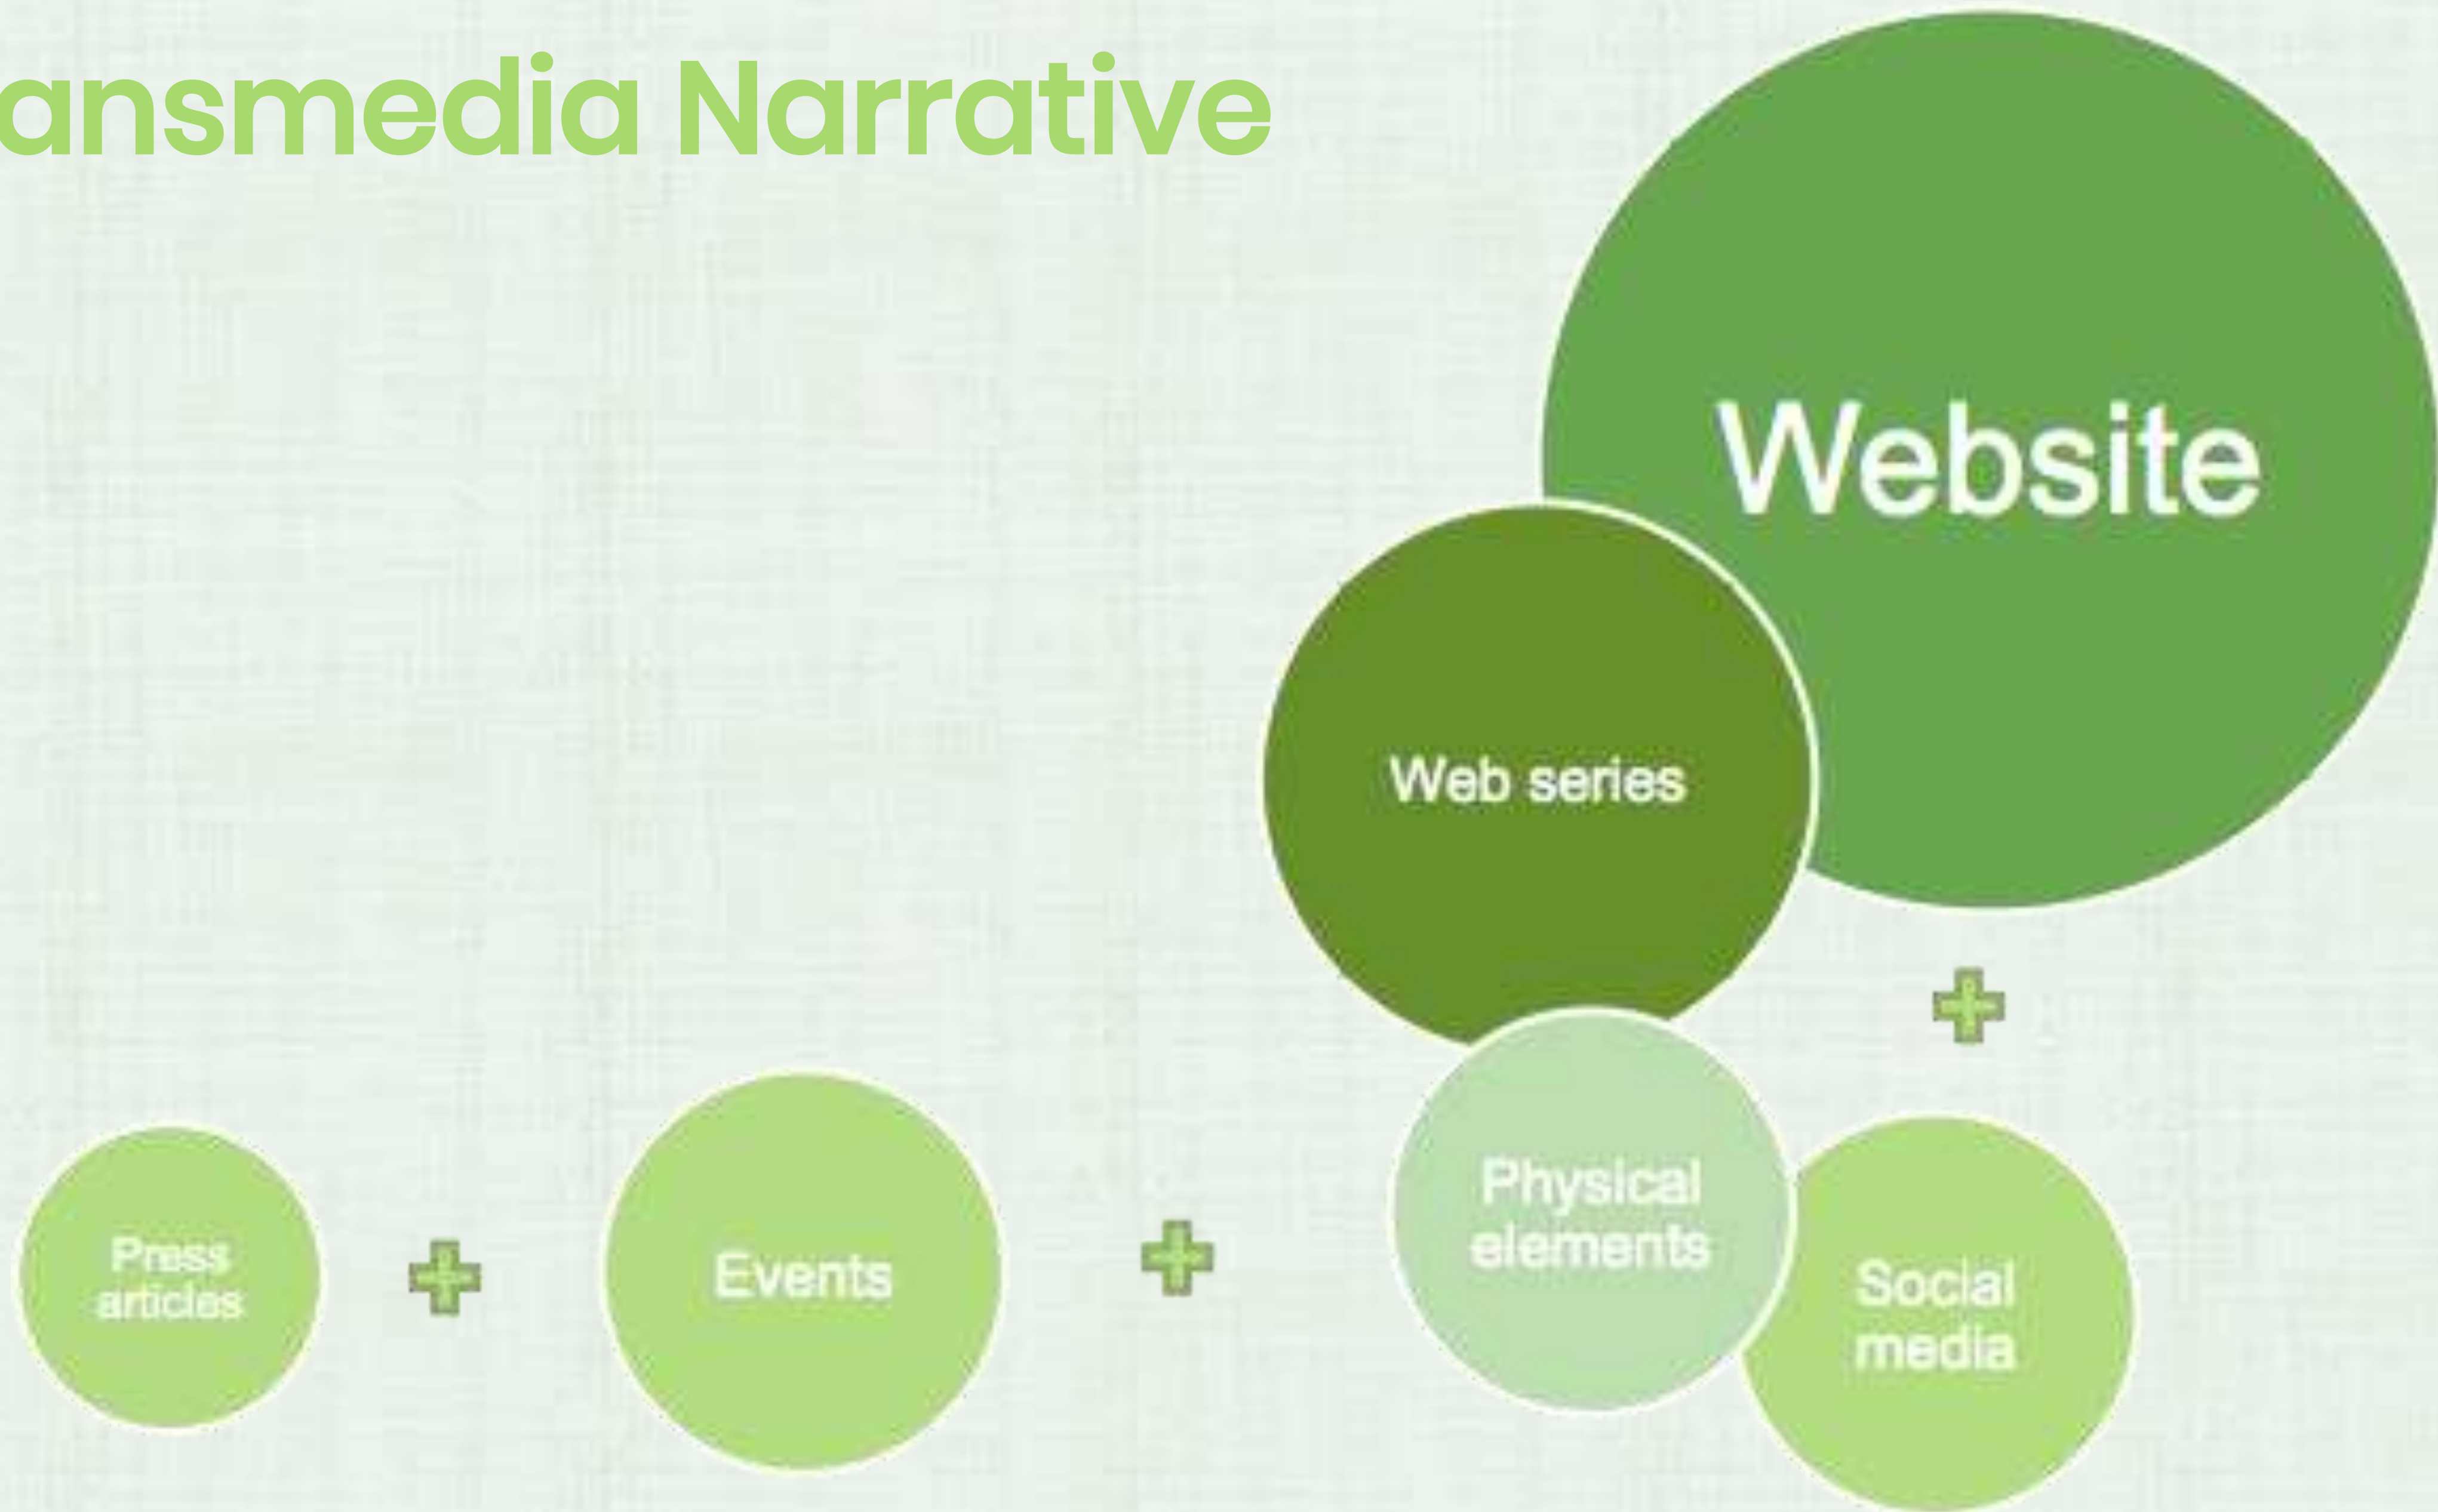 ansmedia Narrative
Website
Web series
Physical
elements
Press
articles
Events
Social
media